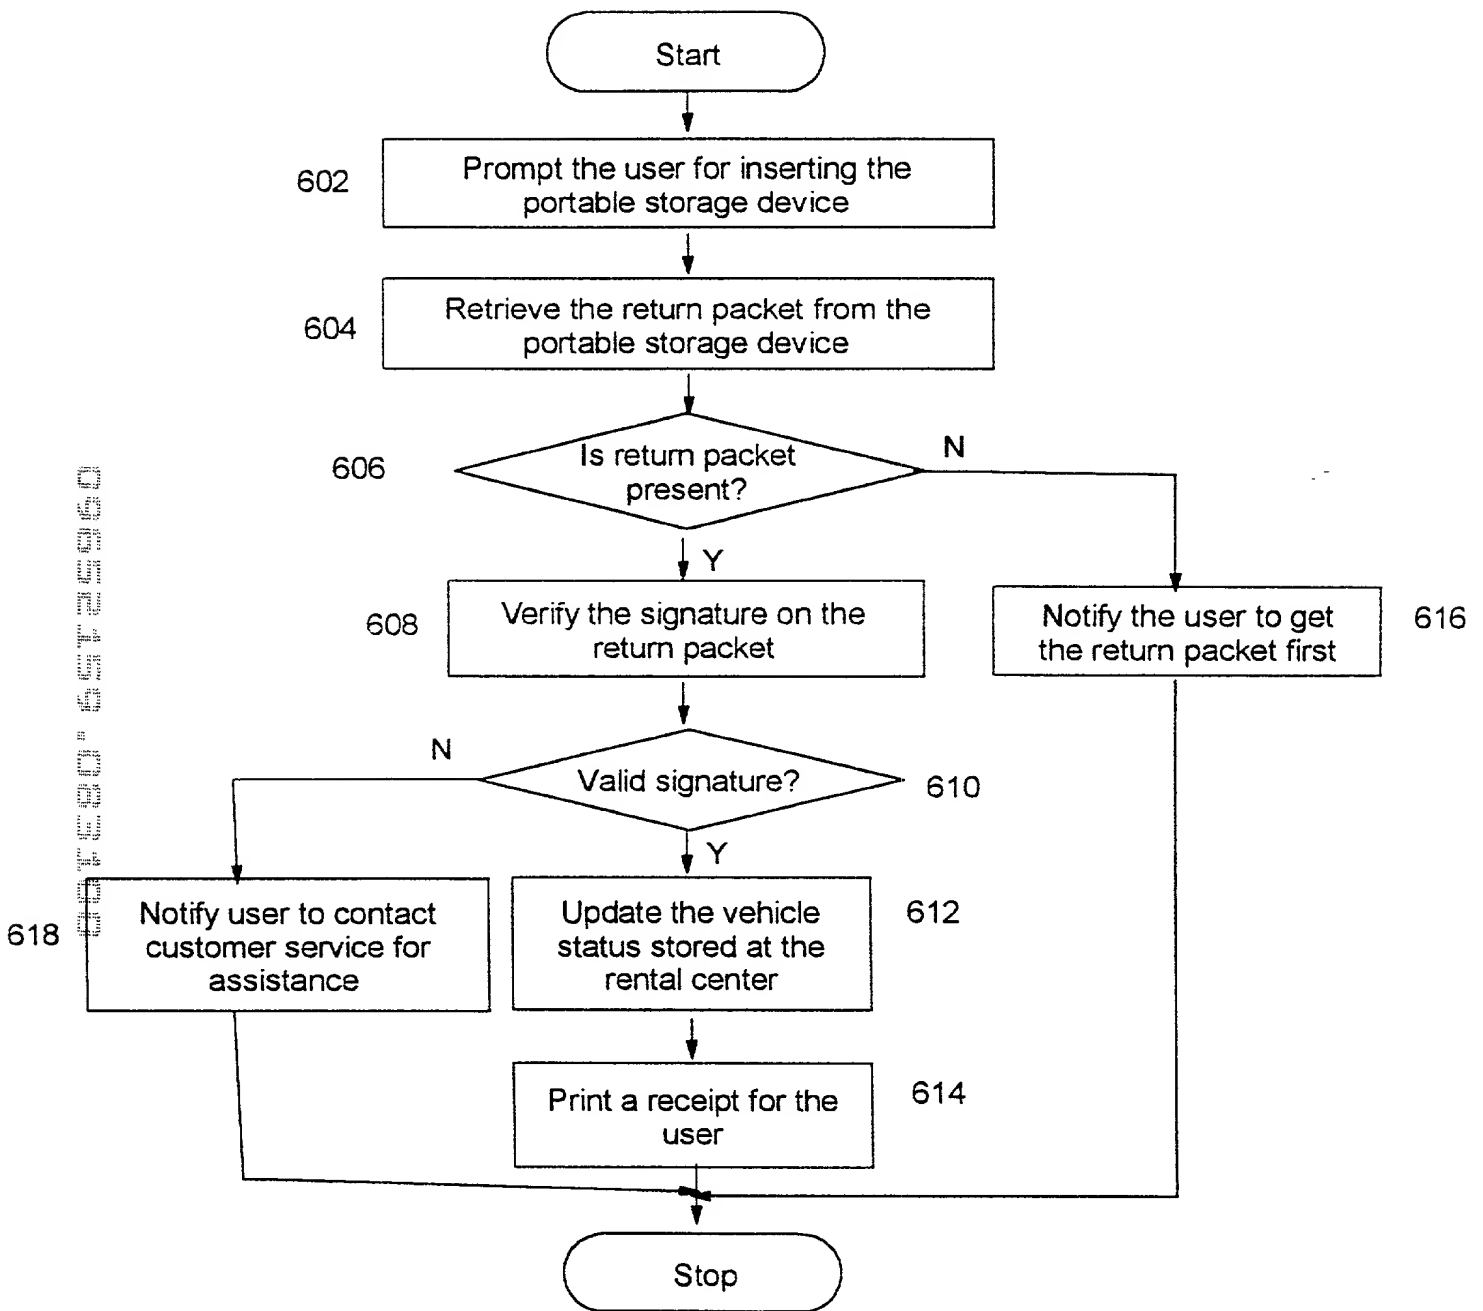 Start
602
Prompt the user for inserting the
portable storage device
604
Retrieve the return packet from the
portable storage device
606
Is return packet
present?
N
Y
608
Verify the signature on the
return packet
Notify the user to get
the return packet first
616
N
Valid signature?
610
Y
618
Notify user to contact
customer service for
assistance
Update the vehicle
status stored at the
rental center
612
Print a receipt for the
user
614
Stop